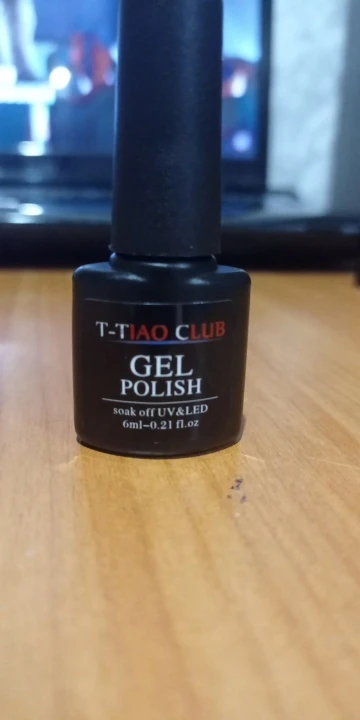 T-TIAO CLUB
GEL
POLISH
soak off UV&LED
6ml-0.21 fl.oz